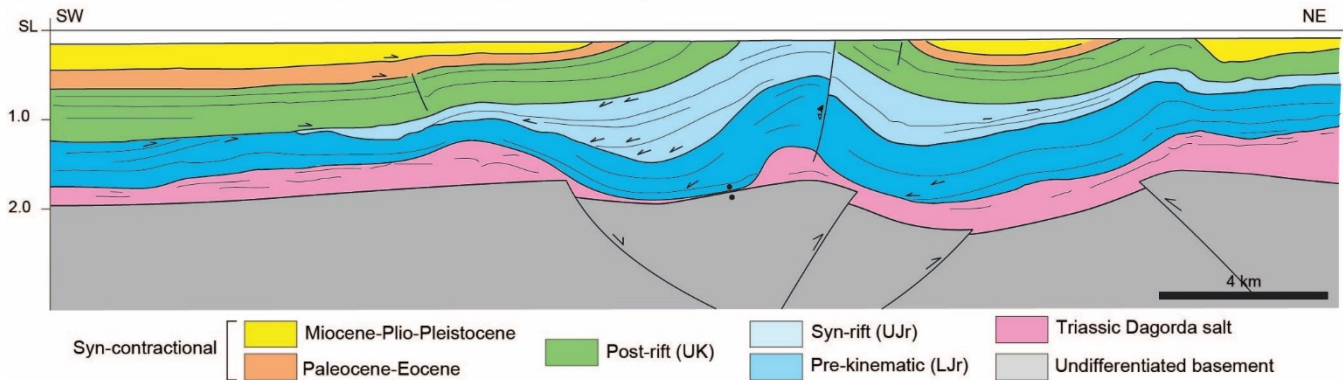 SW
NE
SL
1.0
2.0
4 km
Syn-contractional
Miocene-Plio-Pleistocene
Paleocene-Eocene
Post-rift (UK)
Syn-rift (UJr)
Pre-kinematic (LJr)
Triassic Dagorda salt
Undifferentiated basement